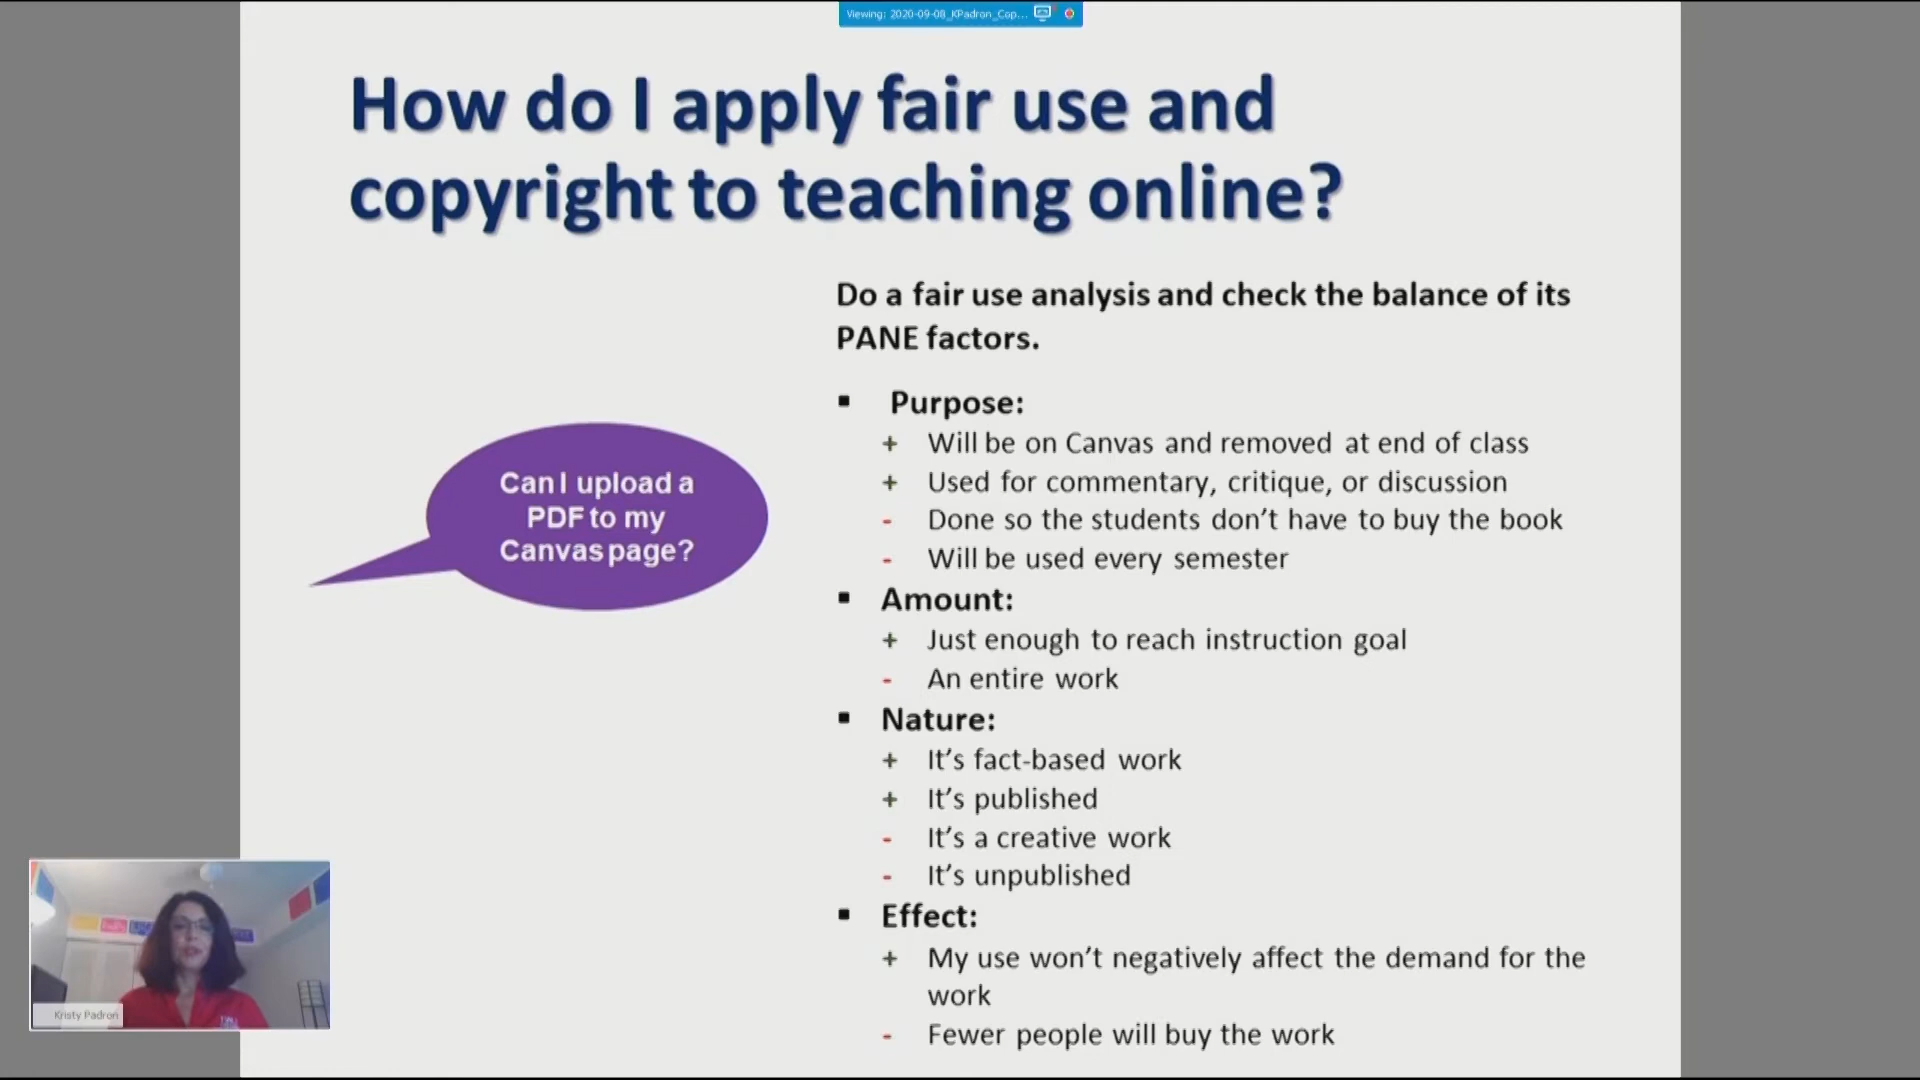 Viewing: 2020-09-08_KPadron_Cop...
How do I apply fair use and
copyright to teaching online?
Do a fair use analysis and check the balance of its
PANE factors.
Can I upload a
PDF to my
Canvas page?
▪ Purpose:
+ Will be on Canvas and removed at end of class
+ Used for commentary, critique, or discussion
- Done so the students don’t have to buy the book
- Will be used every semester
▪ Amount:
+ Just enough to reach instruction goal
- An entire work
▪ Nature:
+ It’s fact-based work
+ It’s published
- It’s a creative work
- It’s unpublished
▪ Effect:
+ My use won’t negatively affect the demand for the
work
- Fewer people will buy the work
Kristy Padron